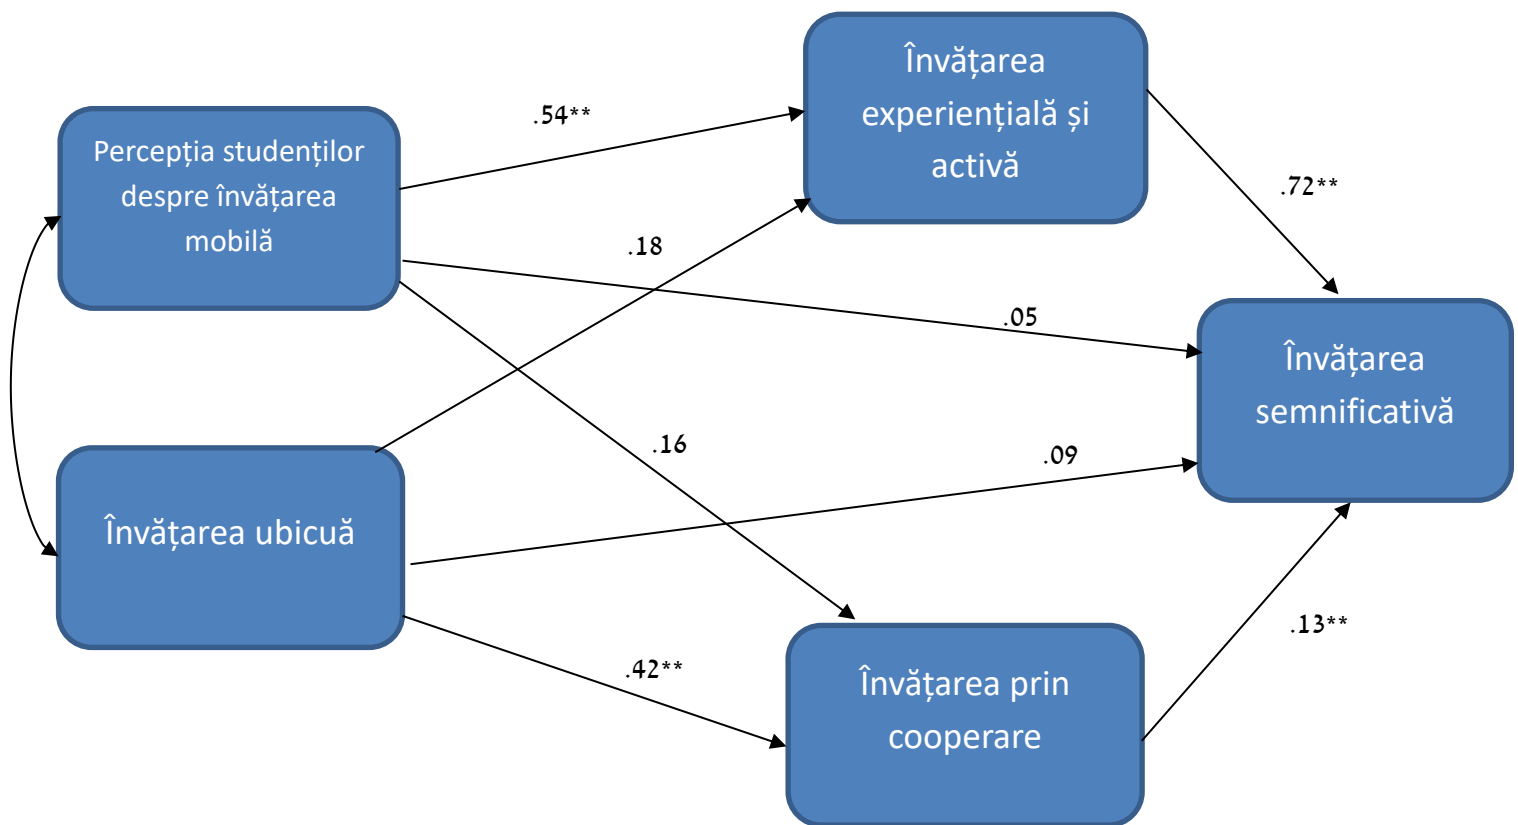 Învățarea
experiențială și
activă
.54**
Percepția studenților
despre învățarea
mobilă
.72**
.18
.05
Învățarea
semnificativă
.16
.09
Învățarea ubicuă
.13**
.42**
Învățarea prin
cooperare